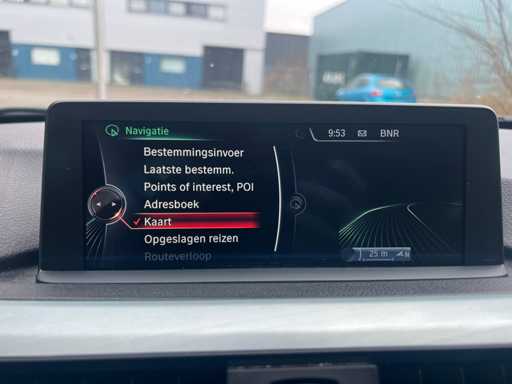 Navigatie
9:53 BNR
Bestemmingsinvoer
Laatste bestemm.
Points of interest, POI
Adresboek
Kaart
Opgeslagen reizen
Routeverloop
25 m N